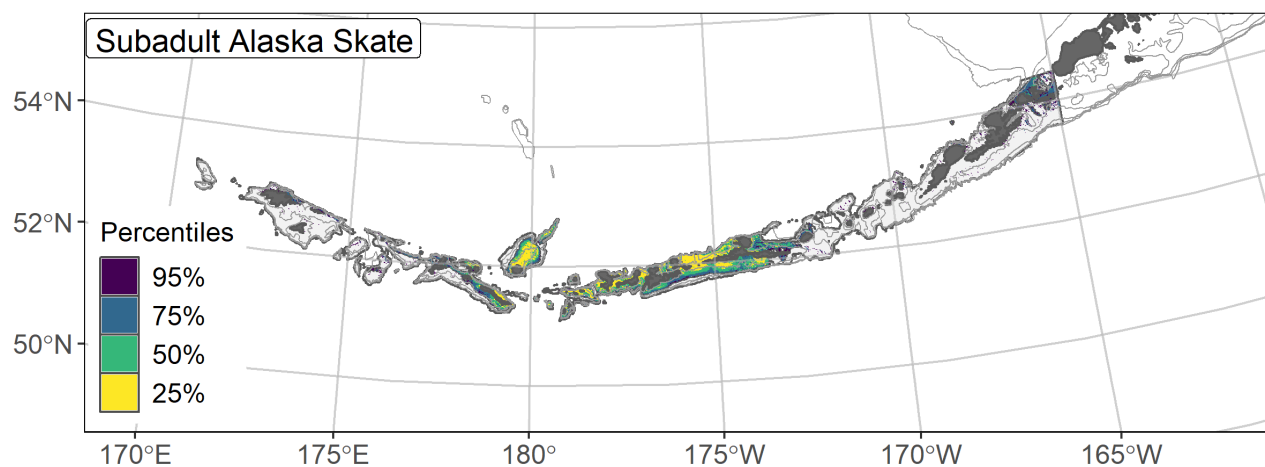 Subadult Alaska Skate
54°N
52°N
50°N
Percentiles
95%
75%
50%
25%
170°E
175°E
180°
175°W
170°W
165°W